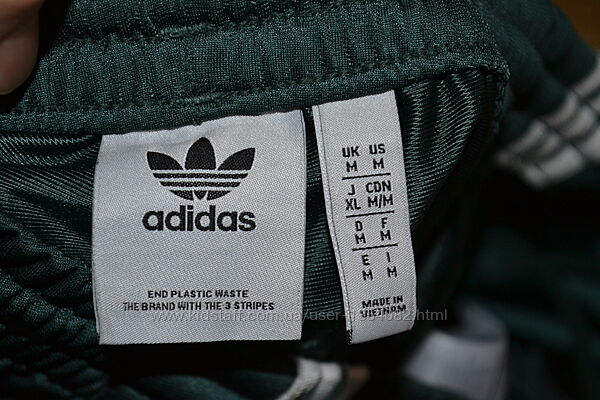 adidas
END PLASTIC WASTE
THE BRAND WITH THE 3 STRIPES
UK US
M M
J CDN
XL M/M
D F
M M
E I
M M
MADE IN
VIETNAM